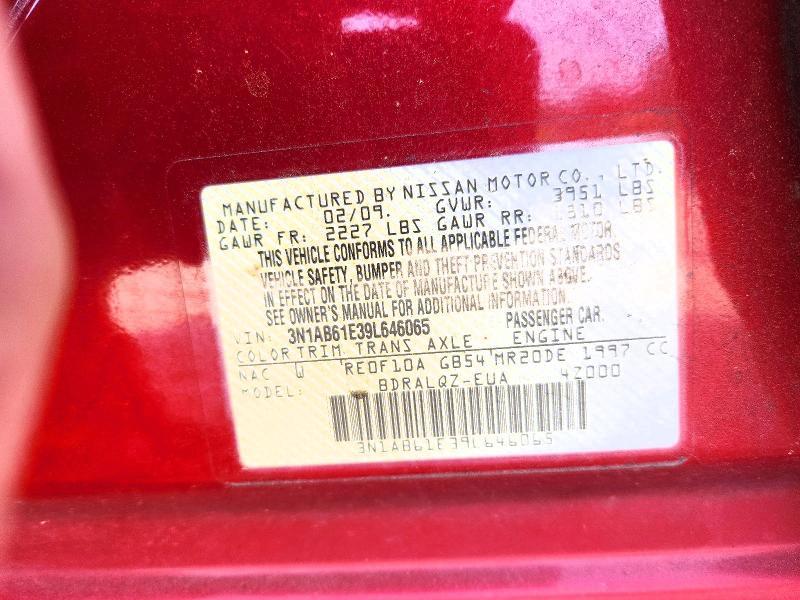 MANUFACTURED BY NISSAN MOTOR CO., LTD.
DATE: 02/09. GVWR: 3951 LBS
GAWR FR: 2227 LBS GAWR RR: 1810 LBS
THIS VEHICLE CONFORMS TO ALL APPLICABLE FEDERAL MOTOR
VEHICLE SAFETY, BUMPER AND THEFT PREVENTION STANDARDS
IN EFFECT ON THE DATE OF MANUFACTURE SHOWN ABOVE.
SEE OWNER'S MANUAL FOR ADDITIONAL INFORMATION.
VIN: 3N1AB61E39L646065 PASSENGER CAR.
COLOR TRIM TRANS AXLE ENGINE
NAC W RE0F10A GB54 MR20DE 1997 CC
MODEL: BDRALQZ-EUA 4Z000
3N1AB61E39L646065